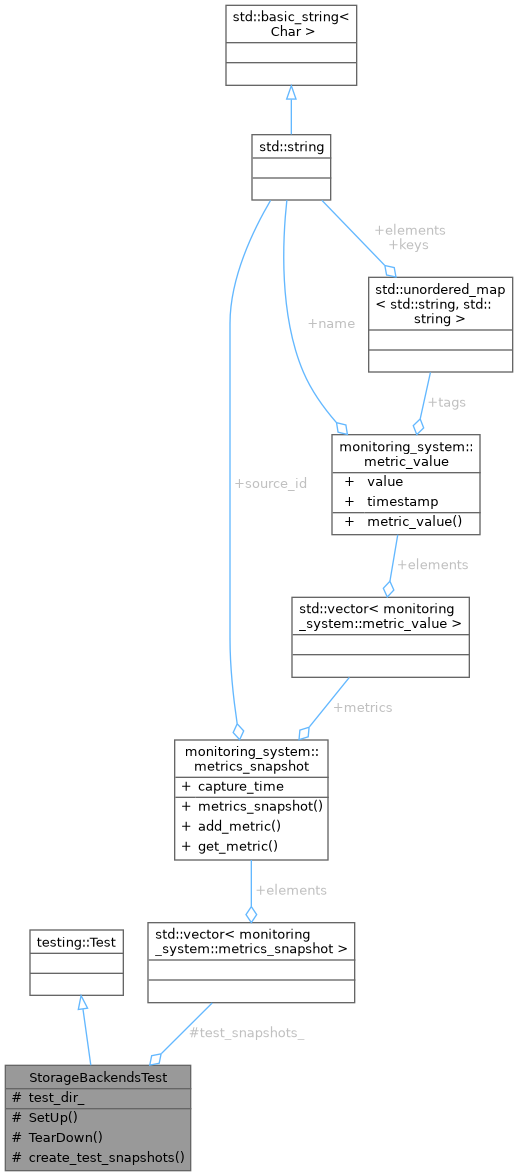 std::basic_string<
Char >
std::string
+elements
+keys
std::unordered_map
< std::string, std::
string >
+name
+tags
monitoring_system::
metric_value
+ value
+ timestamp
+ metric_value()
+source_id
+elements
std::vector< monitoring
_system::metric_value >
+metrics
monitoring_system::
metrics_snapshot
+ capture_time
+ metrics_snapshot()
+ add_metric()
+ get_metric()
+elements
std::vector< monitoring
_system::metrics_snapshot >
testing::Test
#test_snapshots_
StorageBackendsTest
# test_dir_
# SetUp()
# TearDown()
# create_test_snapshots()